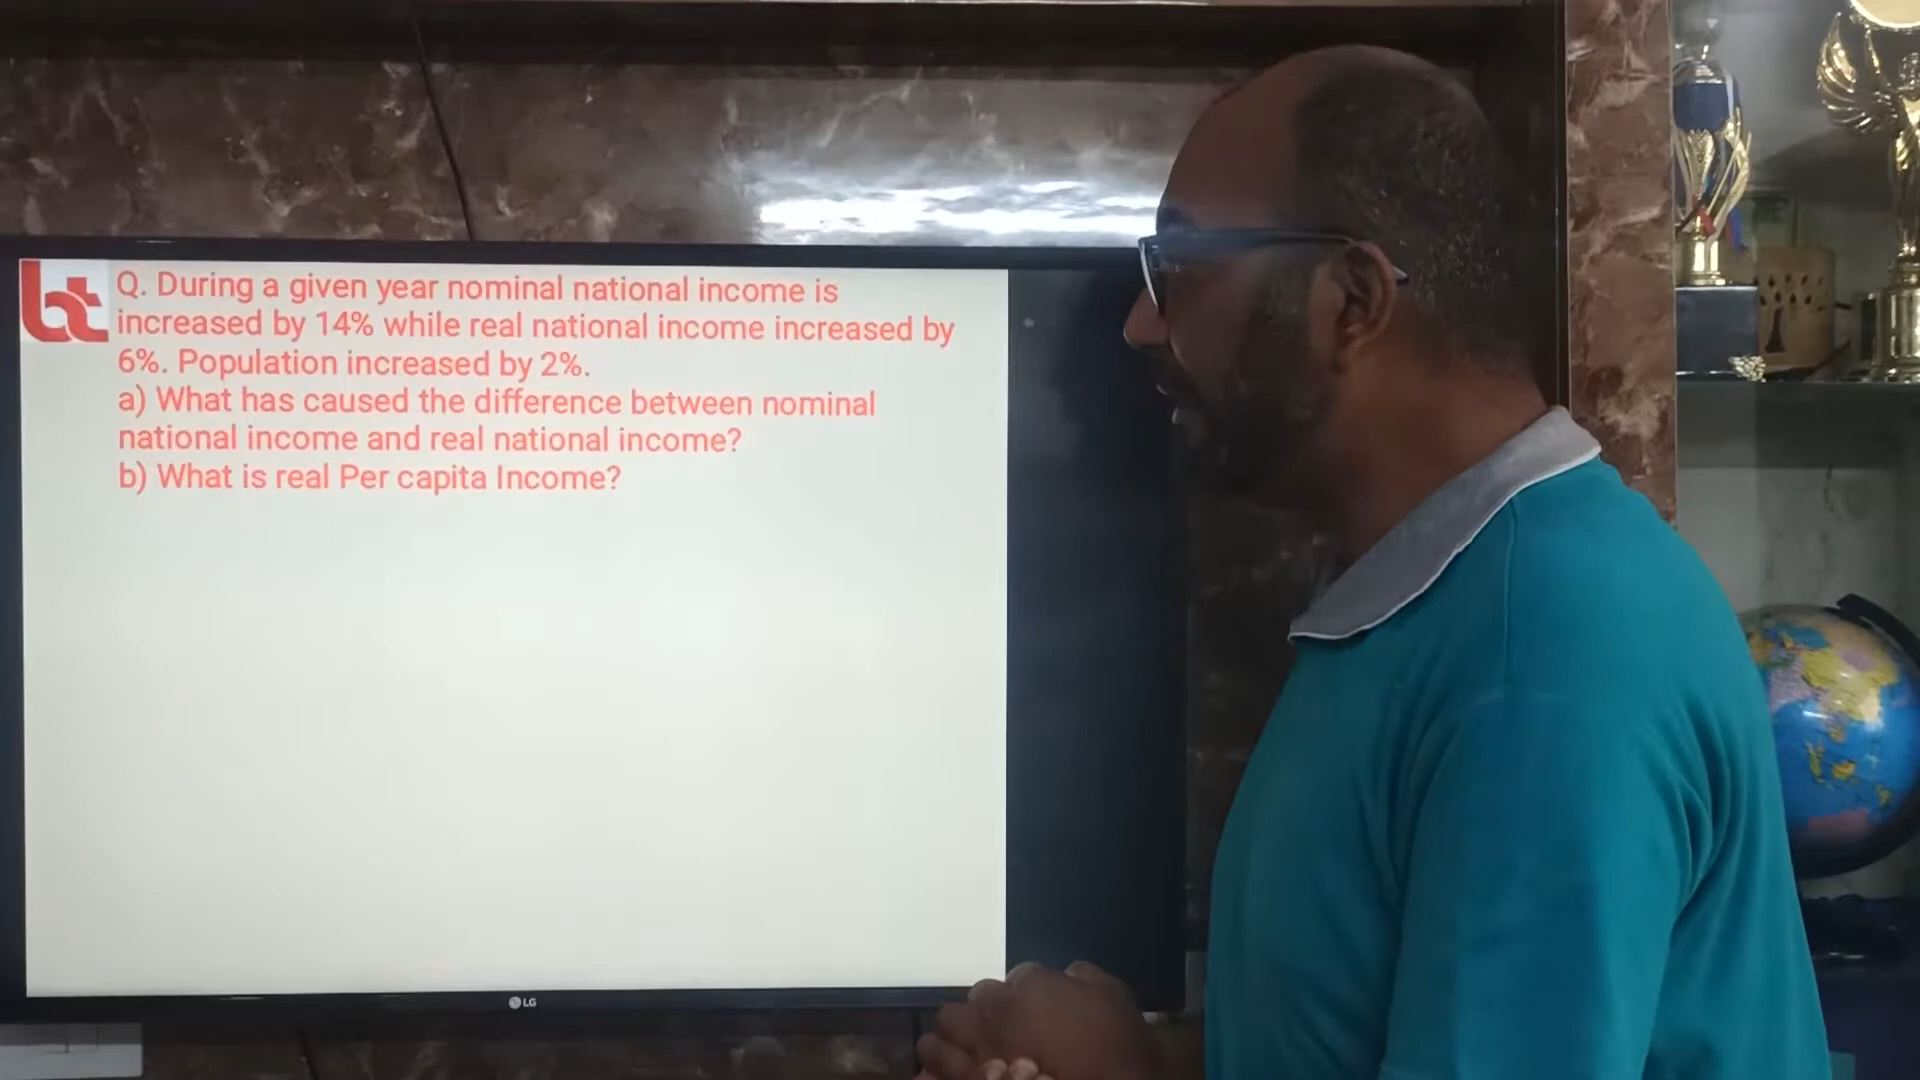 bt
Q. During a given year nominal national income is
increased by 14% while real national income increased by
6%. Population increased by 2%.
a) What has caused the difference between nominal
national income and real national income?
b) What is real Per capita Income?
LG